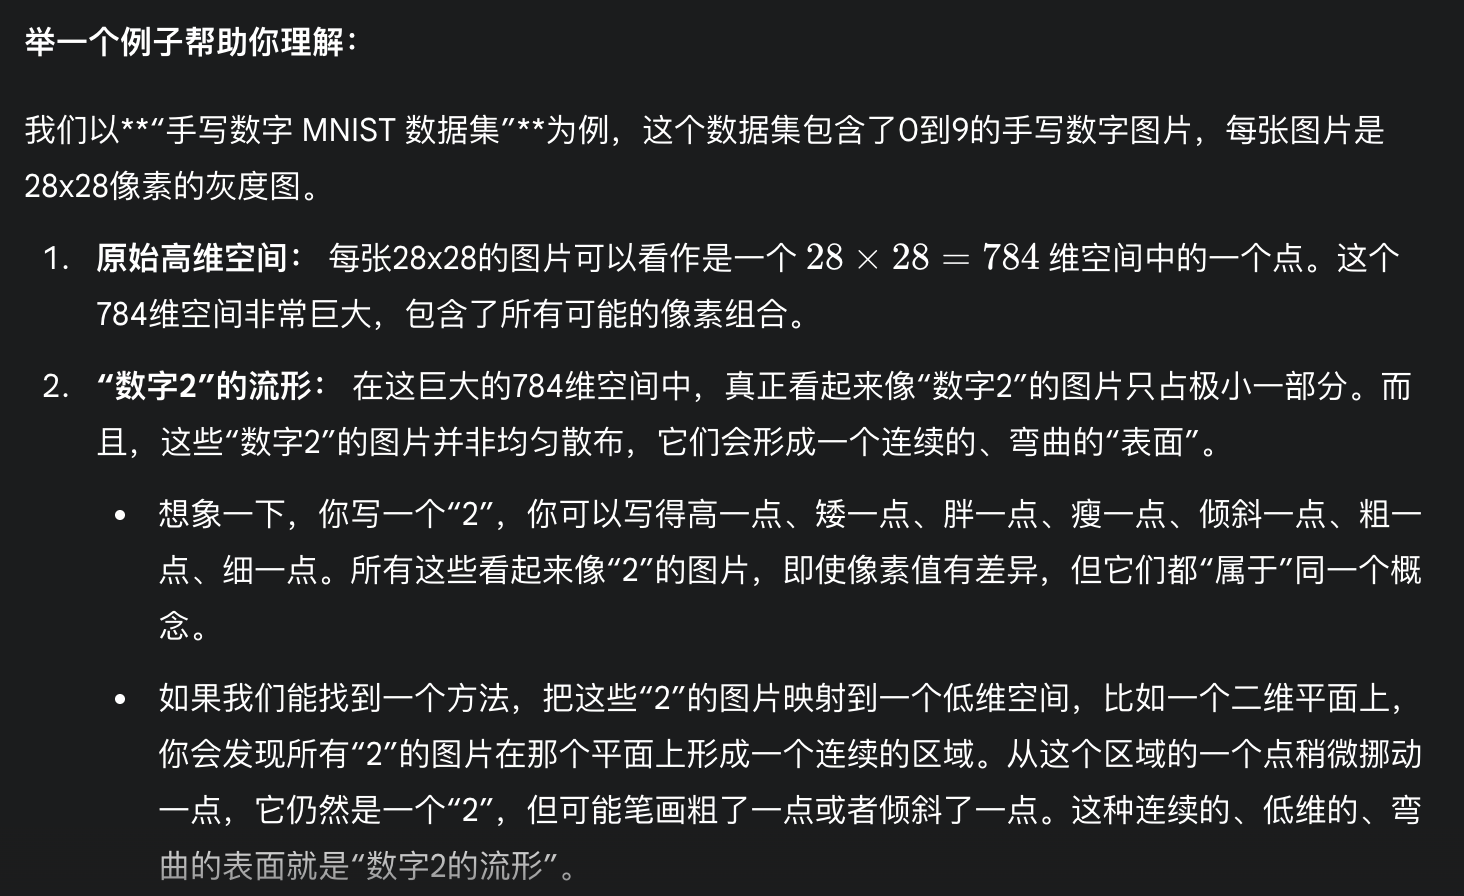 举一个例子帮助你理解：
我们以**“手写数字 MNIST 数据集”**为例，这个数据集包含了0到9的手写数字图片，每张图片是
28x28像素的灰度图。
1. 原始高维空间： 每张28x28的图片可以看作是一个 28 × 28 = 784 维空间中的一个点。这个
784维空间非常巨大，包含了所有可能的像素组合。
2. “数字2”的流形： 在这巨大的784维空间中，真正看起来像“数字2”的图片只占极小一部分。而
且，这些“数字2”的图片并非均匀散布，它们会形成一个连续的、弯曲的“表面”。
• 想象一下，你写一个“2”，你可以写得高一点、矮一点、胖一点、瘦一点、倾斜一点、粗一
点、细一点。所有这些看起来像“2”的图片，即使像素值有差异，但它们都“属于”同一个概
念。
• 如果我们能找到一个方法，把这些“2”的图片映射到一个低维空间，比如一个二维平面上，
你会发现所有“2”的图片在那个平面上形成一个连续的区域。从这个区域的一个点稍微挪动
一点，它仍然是一个“2”，但可能笔画粗了一点或者倾斜了一点。这种连续的、低维的、弯
曲的表面就是“数字2的流形”。